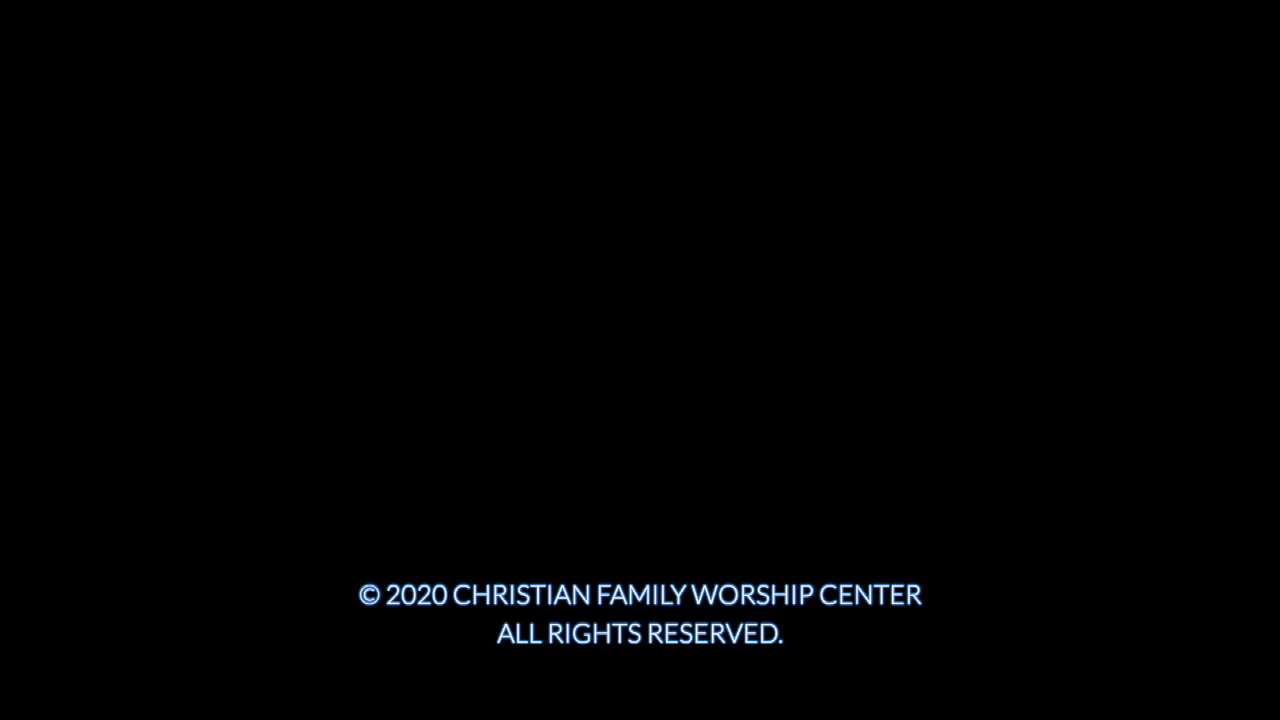 © 2020 CHRISTIAN FAMILY WORSHIP CENTER
ALL RIGHTS RESERVED.